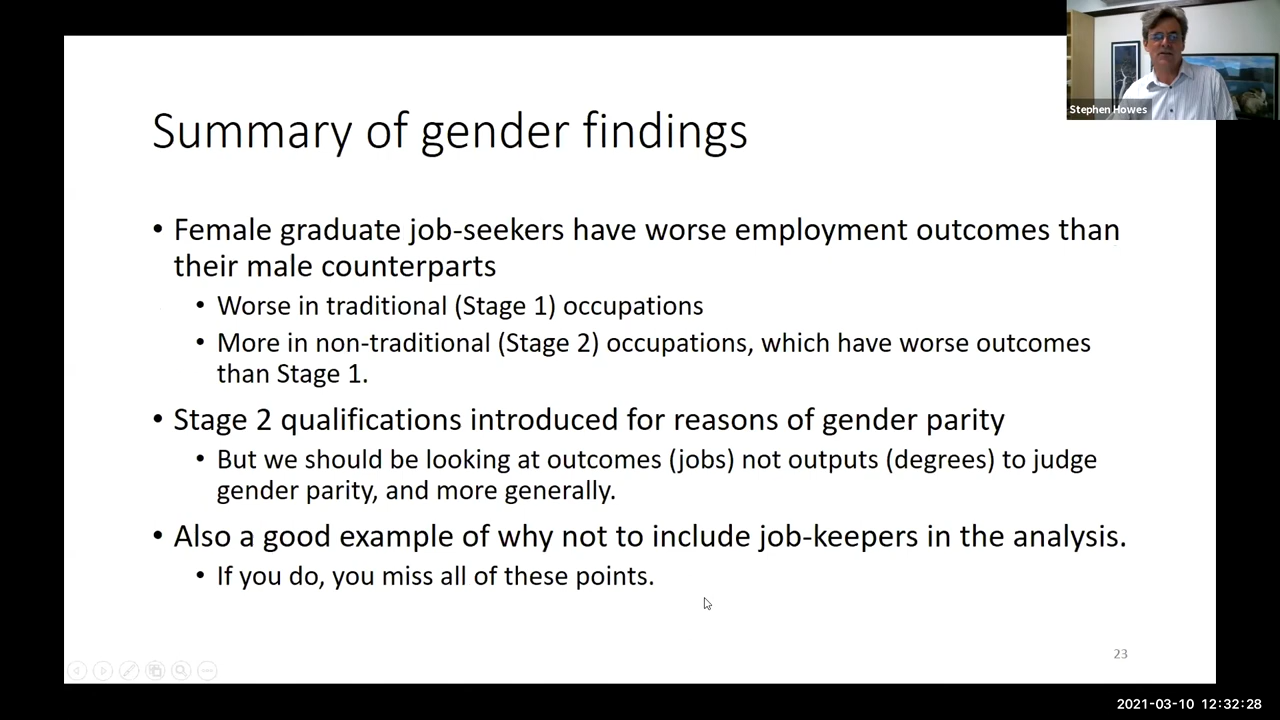 Stephen Howes
Summary of gender findings
• Female graduate job-seekers have worse employment outcomes than
their male counterparts
• Worse in traditional (Stage 1) occupations
• More in non-traditional (Stage 2) occupations, which have worse outcomes
than Stage 1.
• Stage 2 qualifications introduced for reasons of gender parity
• But we should be looking at outcomes (jobs) not outputs (degrees) to judge
gender parity, and more generally.
• Also a good example of why not to include job-keepers in the analysis.
• If you do, you miss all of these points.
23
2021-03-10 12:32:28